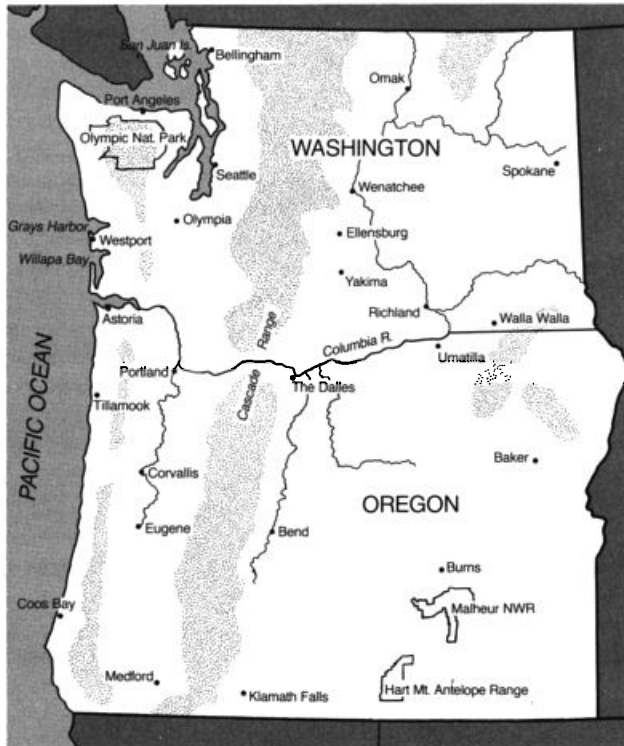 San Juan Is.
Bellingham
Omak
Port Angeles
Olympic Nat. Park
WASHINGTON
Spokane
Seattle
Wenatchee
Grays Harbor
Olympia
Westport
Ellensburg
Willapa Bay
Yakima
Richland
Astoria
Walla Walla
Range
Columbia R.
Umatilla
Portland
Cascade
The Dalles
Tillamook
PACIFIC OCEAN
Baker
Corvallis
OREGON
Eugene
Bend
Burns
Coos Bay
Malheur NWR
Medford
Klamath Falls
Hart Mt. Antelope Range